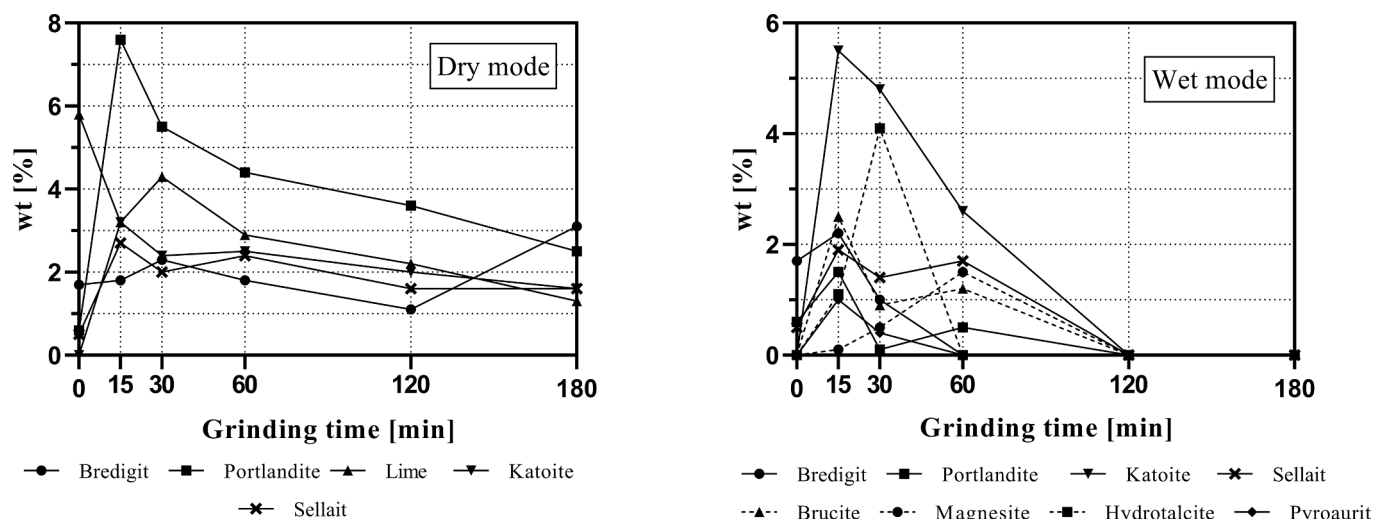 8
6
4
2
0
wt [%]
Dry mode
0 15 30 60 120 180
Grinding time [min]
Bredigit Portlandite Lime Katoite
Sellait
6
4
2
0
wt [%]
Wet mode
0 15 30 60 120 180
Grinding time [min]
Bredigit Portlandite Katoite Sellait
Brucite Magnesite Hydrotalcite Pyroaurit